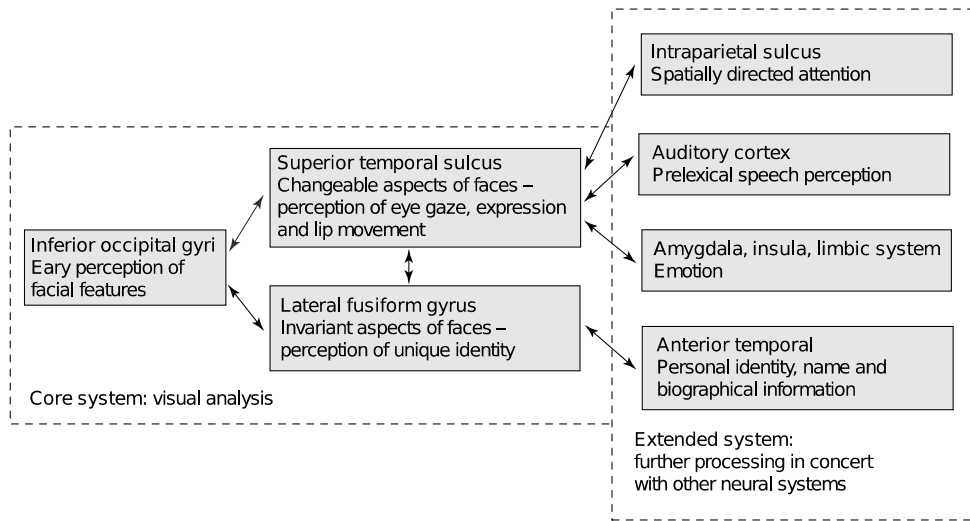 Inferior occipital gyri
Eary perception of
facial features
Superior temporal sulcus
Changeable aspects of faces –
perception of eye gaze, expression
and lip movement
Lateral fusiform gyrus
Invariant aspects of faces –
perception of unique identity
Core system: visual analysis
Intraparietal sulcus
Spatially directed attention
Auditory cortex
Prelexical speech perception
Amygdala, insula, limbic system
Emotion
Anterior temporal
Personal identity, name and
biographical information
Extended system:
further processing in concert
with other neural systems